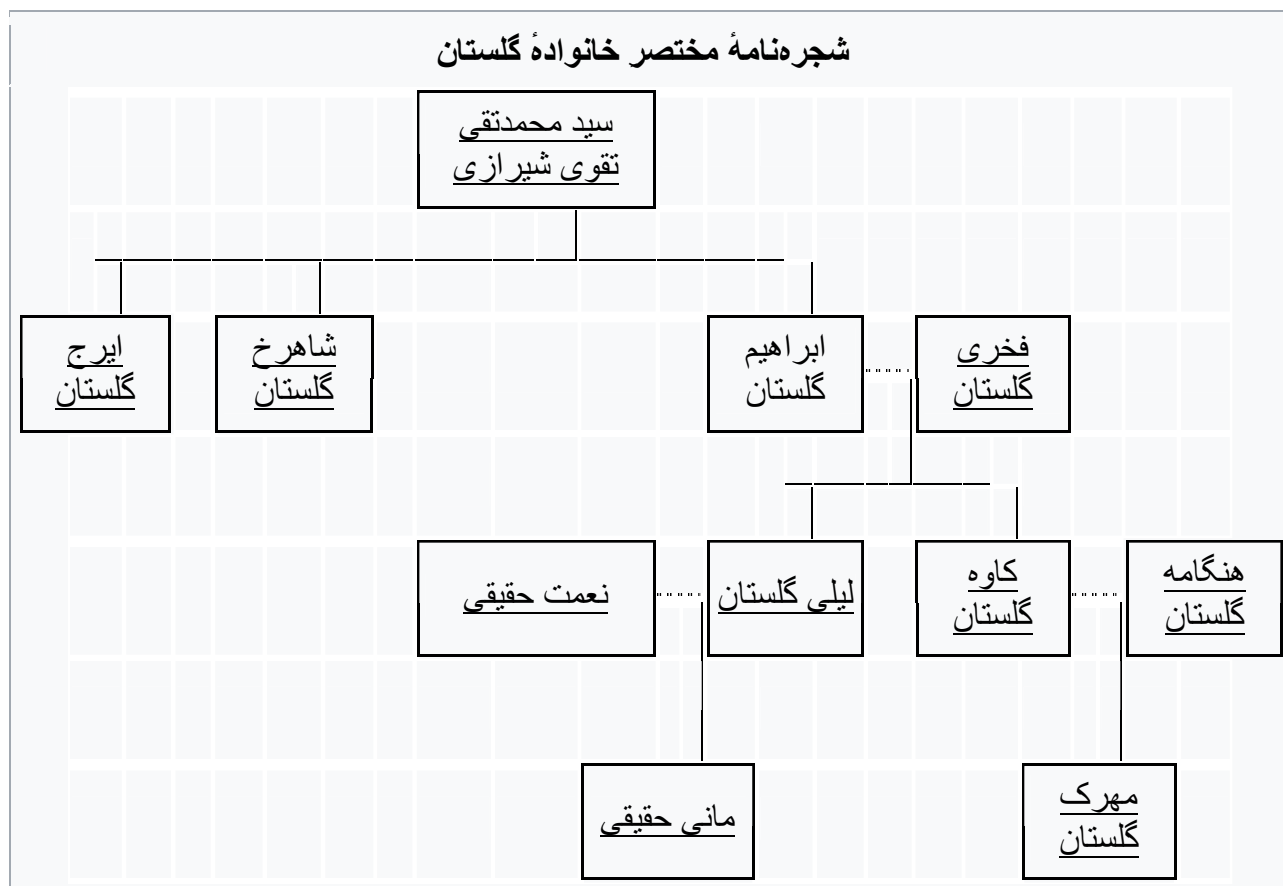 شجره‌نامهٔ مختصر خانوادهٔ گلستان
سید محمدتقی
تقوی شیرازی
فخری
گلستان
ابراهیم
گلستان
شاهرخ
گلستان
ایرج
گلستان
هنگامه
گلستان
کاوه
گلستان
لیلی گلستان
نعمت حقیقی
مهرک
گلستان
مانی حقیقی